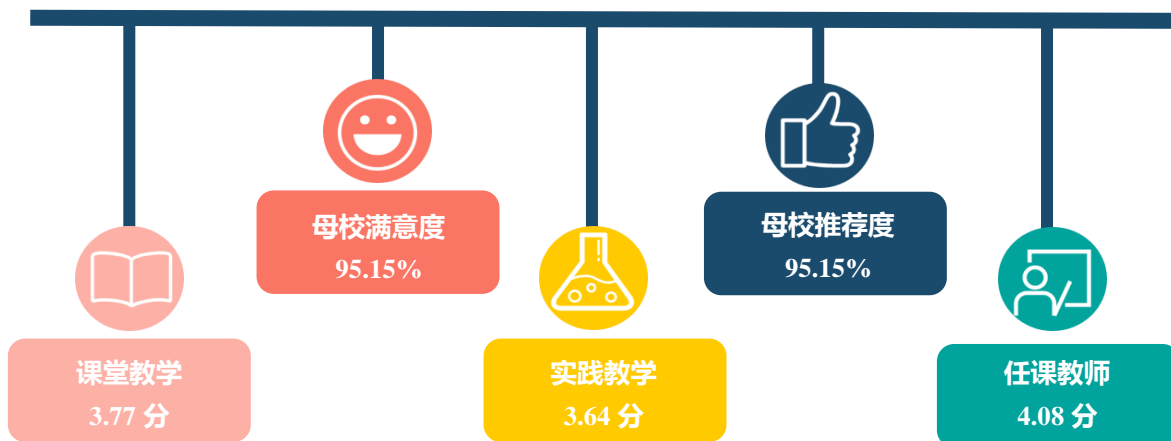 母校满意度
95.15%
母校推荐度
95.15%
课堂教学
3.77 分
实践教学
3.64 分
任课教师
4.08 分